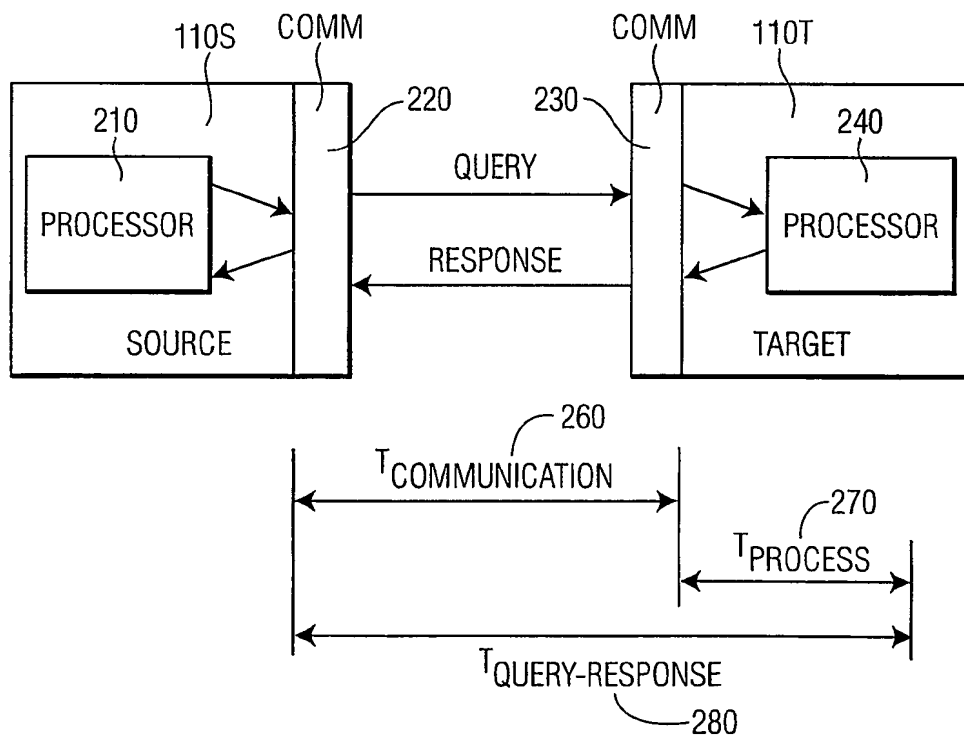 110S COMM COMM 110T
210 220 230 240
QUERY
PROCESSOR PROCESSOR
RESPONSE
SOURCE TARGET
260
TCOMMUNICATION
270
TPROCESS
TQUERY-RESPONSE
280